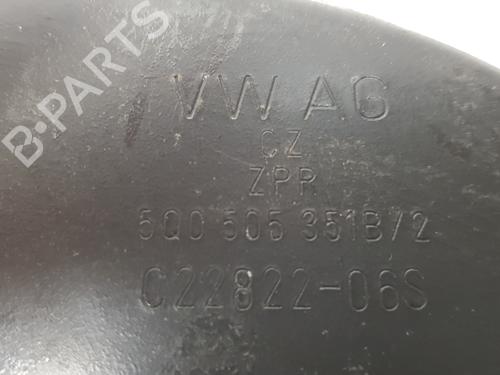 B-PARTS
VW AG
CZ
ZPR
5Q0 505 351B/2
C22822-06S